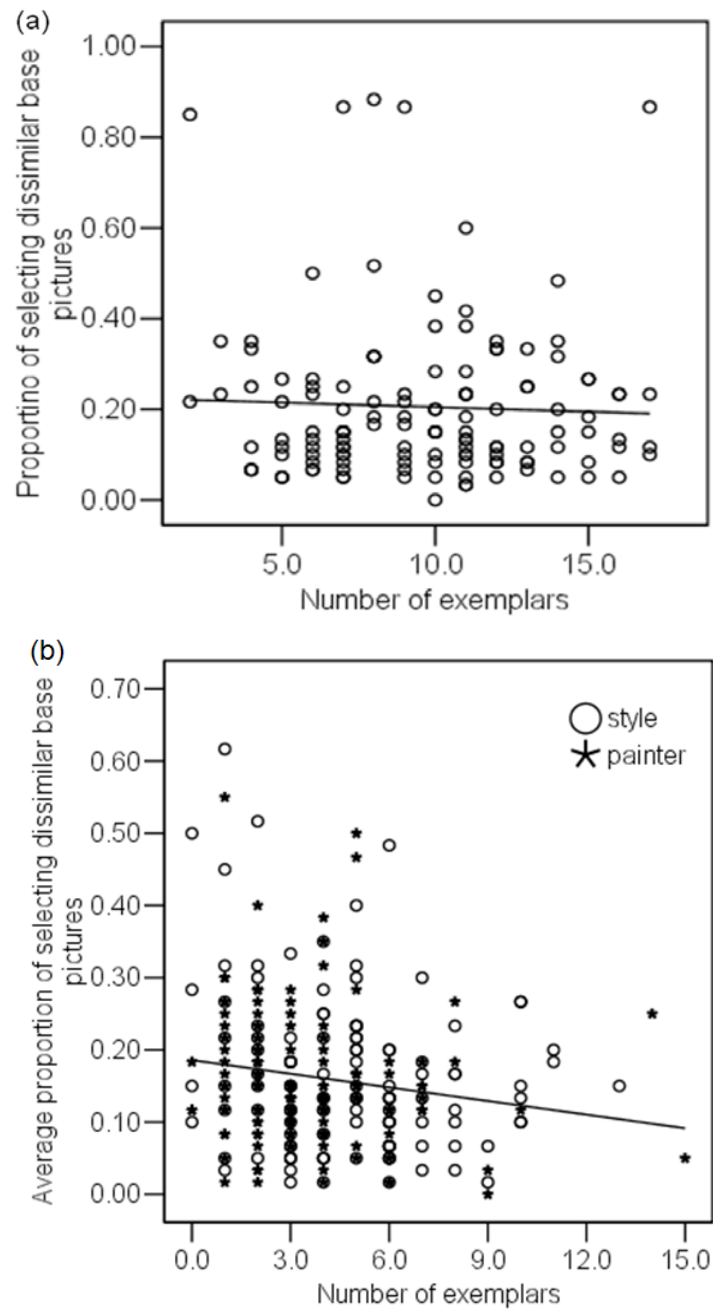 (a)
Proportino of selecting dissimilar base
pictures
1.00
0.80
0.60
0.40
0.20
0.00
5.0 10.0 15.0
Number of exemplars
(b)
Average proportion of selecting dissimilar base
pictures
0.70
0.60
0.50
0.40
0.30
0.20
0.10
0.00
style
painter
0.0 3.0 6.0 9.0 12.0 15.0
Number of exemplars